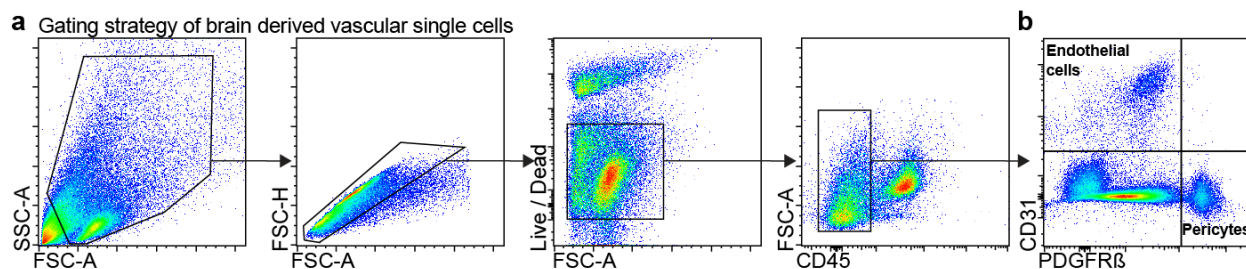 a Gating strategy of brain derived vascular single cells
b
SSC-A
FSC-A
FSC-H
FSC-A
Live / Dead
FSC-A
FSC-A
CD45
Endothelial
cells
Pericytes
CD31
PDGFRß